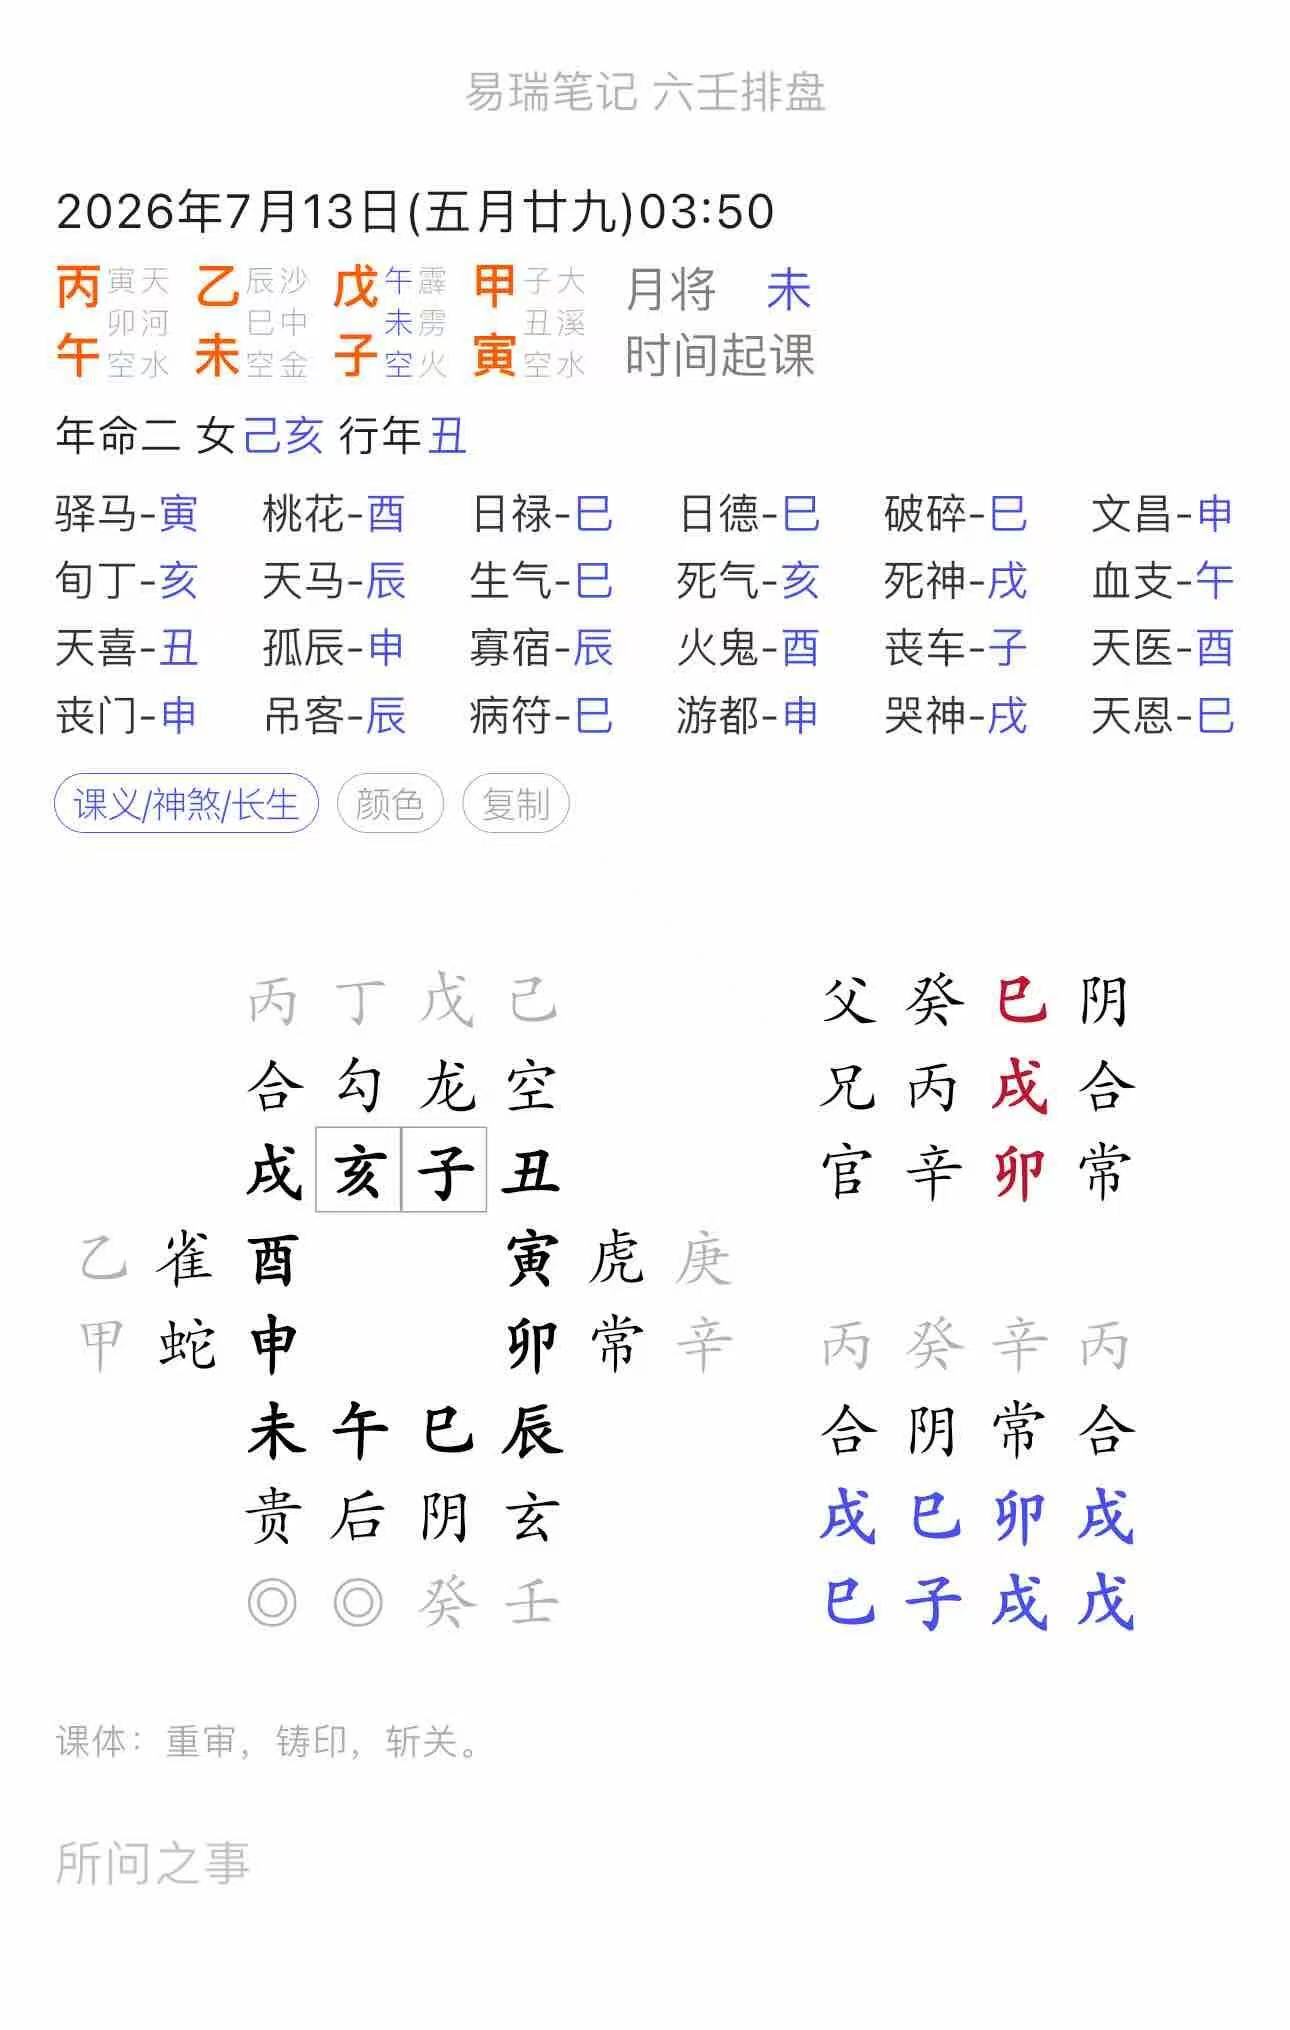 易瑞笔记 六壬排盘
2026年7月13日(五月廿九)03:50
丙 寅天 乙 辰沙 戊 午霹 甲 子大 月将 未
卯河 巳中 未雳 丑溪
午 空水 未 空金 子 空火 寅 空水 时间起课
年命二 女己亥 行年丑
驿马-寅 桃花-酉 日禄-巳 日德-巳 破碎-巳 文昌-申
旬丁-亥 天马-辰 生气-巳 死气-亥 死神-戌 血支-午
天喜-丑 孤辰-申 寡宿-辰 火鬼-酉 丧车-子 天医-酉
丧门-申 吊客-辰 病符-巳 游都-申 哭神-戌 天恩-巳
课义/神煞/长生 颜色 复制
丙 丁 戊 己 父 癸 巳 阴
合 勾 龙 空 兄 丙 戌 合
戌 亥 子 丑 官 辛 卯 常
乙 雀 酉 寅 虎 庚
甲 蛇 申 卯 常 辛 丙 癸 辛 丙
未 午 巳 辰 合 阴 常 合
贵 后 阴 玄 戌 巳 卯 戌
◎ ◎ 癸 壬 巳 子 戌 戊
课体：重审，铸印，斩关。
所问之事